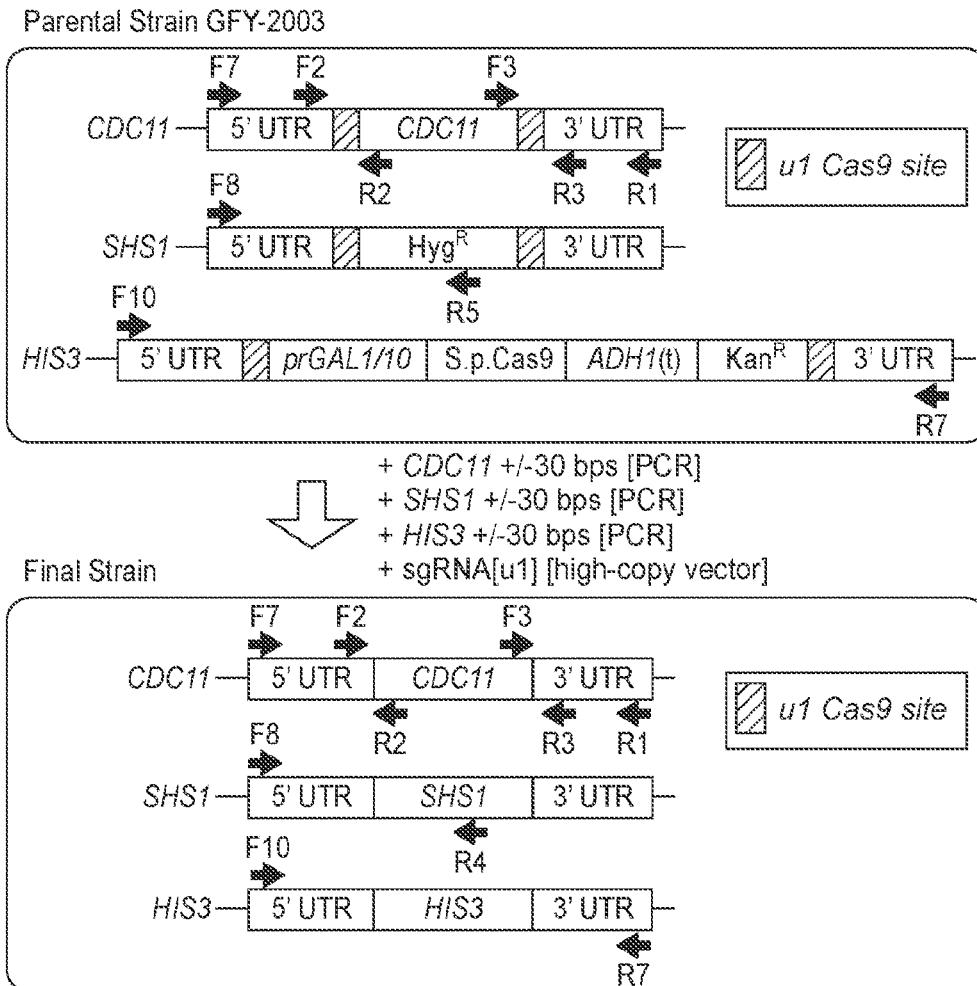 Parental Strain GFY-2003
F7 F2 F3
CDC11 5' UTR CDC11 3' UTR
R2 R3 R1
u1 Cas9 site
F8
SHS1 5' UTR Hyg^R 3' UTR
R5
F10
HIS3 5' UTR prGAL1/10 S.p.Cas9 ADH1(t) Kan^R 3' UTR
R7
+ CDC11 +/-30 bps [PCR]
+ SHS1 +/-30 bps [PCR]
+ HIS3 +/-30 bps [PCR]
+ sgRNA[u1] [high-copy vector]
Final Strain
F7 F2 F3
CDC11 5' UTR CDC11 3' UTR
R2 R3 R1
u1 Cas9 site
F8
SHS1 5' UTR SHS1 3' UTR
R4
F10
HIS3 5' UTR HIS3 3' UTR
R7